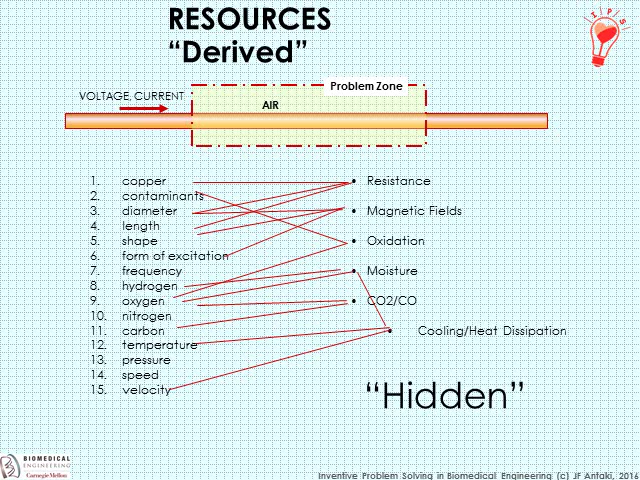 RESOURCES
“Derived”
I P S
Problem Zone
VOLTAGE, CURRENT
AIR
1. copper
2. contaminants
3. diameter
4. length
5. shape
6. form of excitation
7. frequency
8. hydrogen
9. oxygen
10. nitrogen
11. carbon
12. temperature
13. pressure
14. speed
15. velocity
• Resistance
• Magnetic Fields
• Oxidation
• Moisture
• CO2/CO
• Cooling/Heat Dissipation
“Hidden”
BIOMEDICAL
ENGINEERING
Carnegie Mellon
Inventive Problem Solving in Biomedical Engineering (c) JF Antaki, 2016